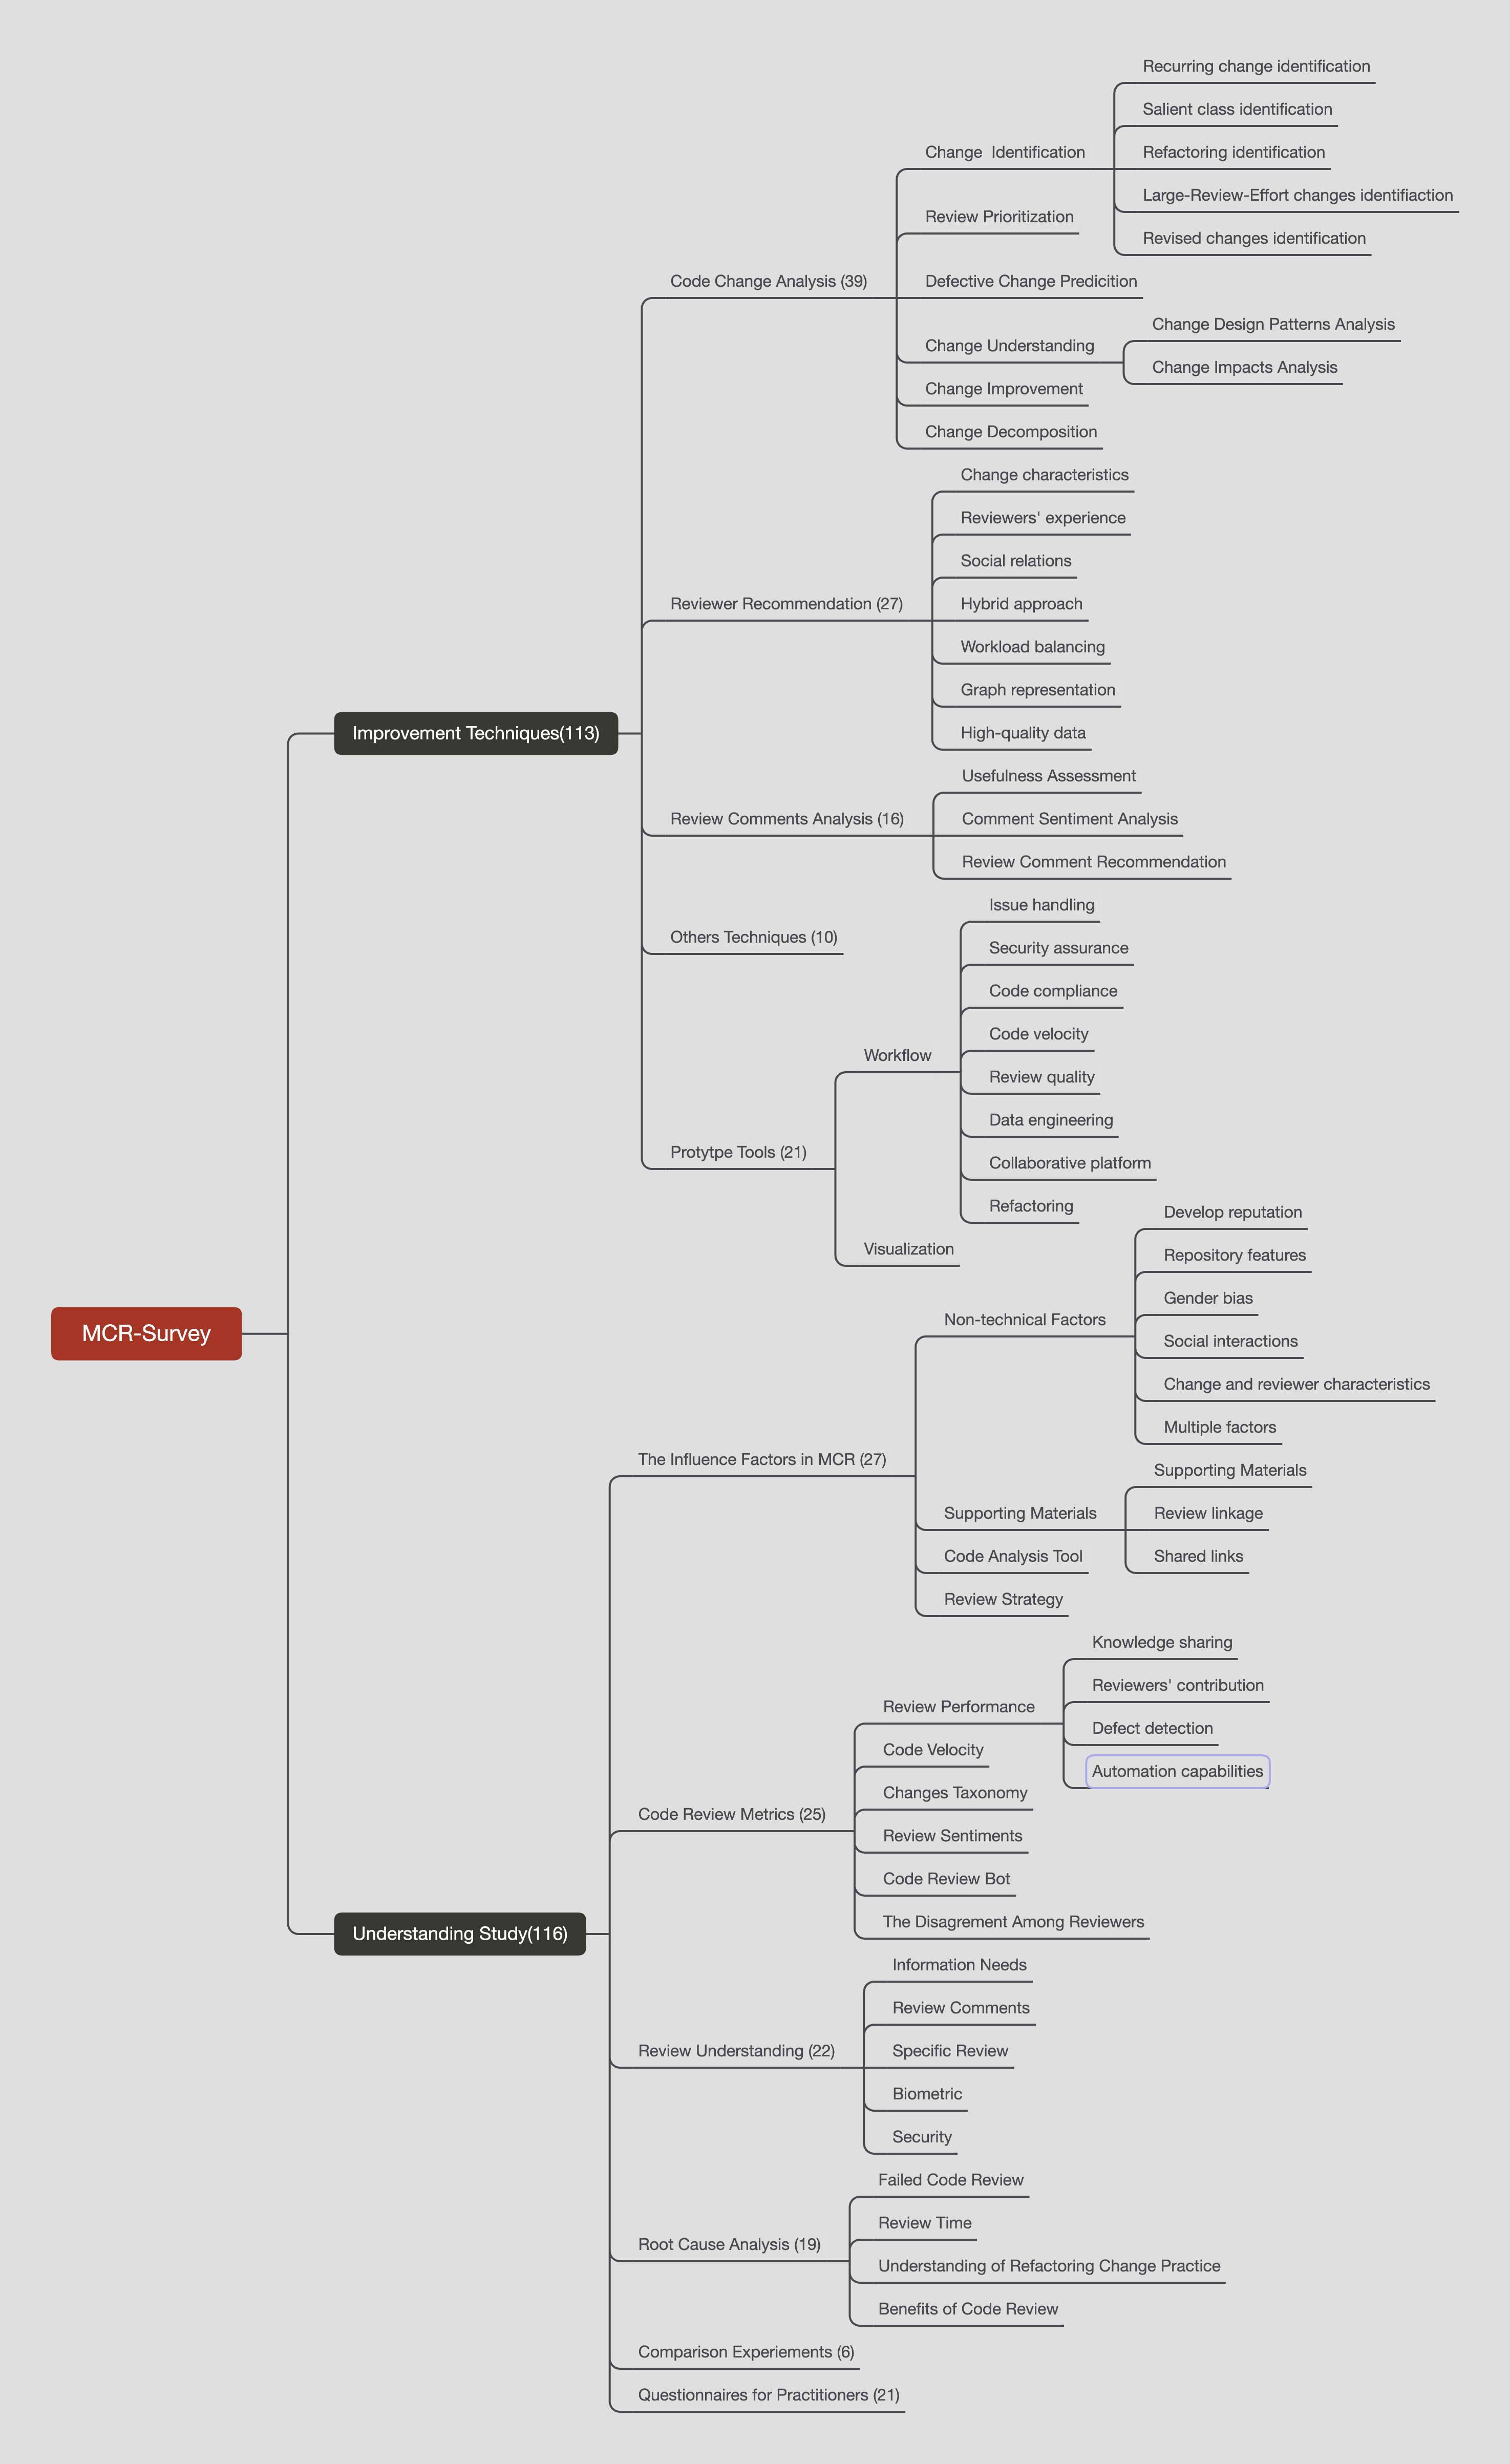 MCR-Survey
Improvement Techniques(113)
Code Change Analysis (39)
Change  Identification
Recurring change identification
Salient class identification
Refactoring identification
Large-Review-Effort changes identifiaction
Revised changes identification
Review Prioritization
Defective Change Predicition
Change Understanding
Change Design Patterns Analysis
Change Impacts Analysis
Change Improvement
Change Decomposition
Reviewer Recommendation (27)
Change characteristics
Reviewers' experience
Social relations
Hybrid approach
Workload balancing
Graph representation
High-quality data
Review Comments Analysis (16)
Usefulness Assessment
Comment Sentiment Analysis
Review Comment Recommendation
Others Techniques (10)
Protytpe Tools (21)
Workflow
Issue handling
Security assurance
Code compliance
Code velocity
Review quality
Data engineering
Collaborative platform
Refactoring
Visualization
Understanding Study(116)
The Influence Factors in MCR (27)
Non-technical Factors
Develop reputation
Repository features
Gender bias
Social interactions
Change and reviewer characteristics
Multiple factors
Supporting Materials
Supporting Materials
Review linkage
Shared links
Code Analysis Tool
Review Strategy
Code Review Metrics (25)
Review Performance
Knowledge sharing
Reviewers' contribution
Defect detection
Automation capabilities
Code Velocity
Changes Taxonomy
Review Sentiments
Code Review Bot
The Disagrement Among Reviewers
Review Understanding (22)
Information Needs
Review Comments
Specific Review
Biometric
Security
Root Cause Analysis (19)
Failed Code Review
Review Time
Understanding of Refactoring Change Practice
Benefits of Code Review
Comparison Experiements (6)
Questionnaires for Practitioners (21)